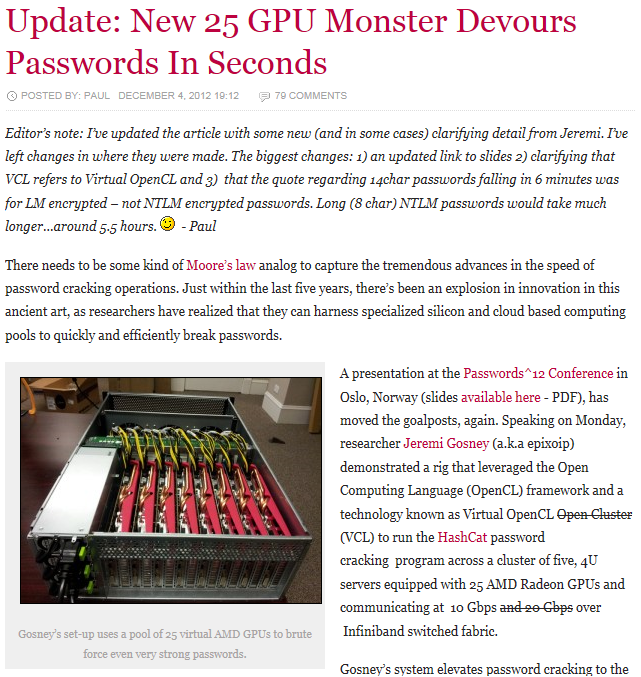 Update: New 25 GPU Monster Devours
Passwords In Seconds
POSTED BY: PAUL DECEMBER 4, 2012 19:12 79 COMMENTS
Editor's note: I've updated the article with some new (and in some cases) clarifying detail from Jeremi. I've
left changes in where they were made. The biggest changes: 1) an updated link to slides 2) clarifying that
VCL refers to Virtual OpenCL and 3) that the quote regarding 14char passwords falling in 6 minutes was
for LM encrypted – not NTLM encrypted passwords. Long (8 char) NTLM passwords would take much
longer…around 5.5 hours. - Paul
There needs to be some kind of Moore's law analog to capture the tremendous advances in the speed of
password cracking operations. Just within the last five years, there's been an explosion in innovation in this
ancient art, as researchers have realized that they can harness specialized silicon and cloud based computing
pools to quickly and efficiently break passwords.
Gosney's set-up uses a pool of 25 virtual AMD GPUs to brute
force even very strong passwords.
A presentation at the Passwords^12 Conference in
Oslo, Norway (slides available here - PDF), has
moved the goalposts, again. Speaking on Monday,
researcher Jeremi Gosney (a.k.a epixoip)
demonstrated a rig that leveraged the Open
Computing Language (OpenCL) framework and a
technology known as Virtual OpenCL Open Cluster
(VCL) to run the HashCat password
cracking program across a cluster of five, 4U
servers equipped with 25 AMD Radeon GPUs and
communicating at 10 Gbps and 20 Gbps over
Infiniband switched fabric.
Gosney's system elevates password cracking to the